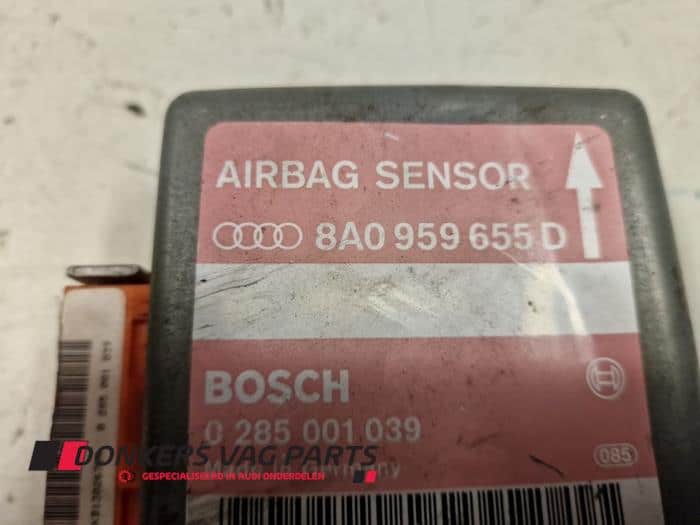 AIRBAG SENSOR
8A0 959 655 D
BOSCH
0 285 001 039
085
DONKERS VAG PARTS
GESPECIALISEERD IN AUDI ONDERDELEN